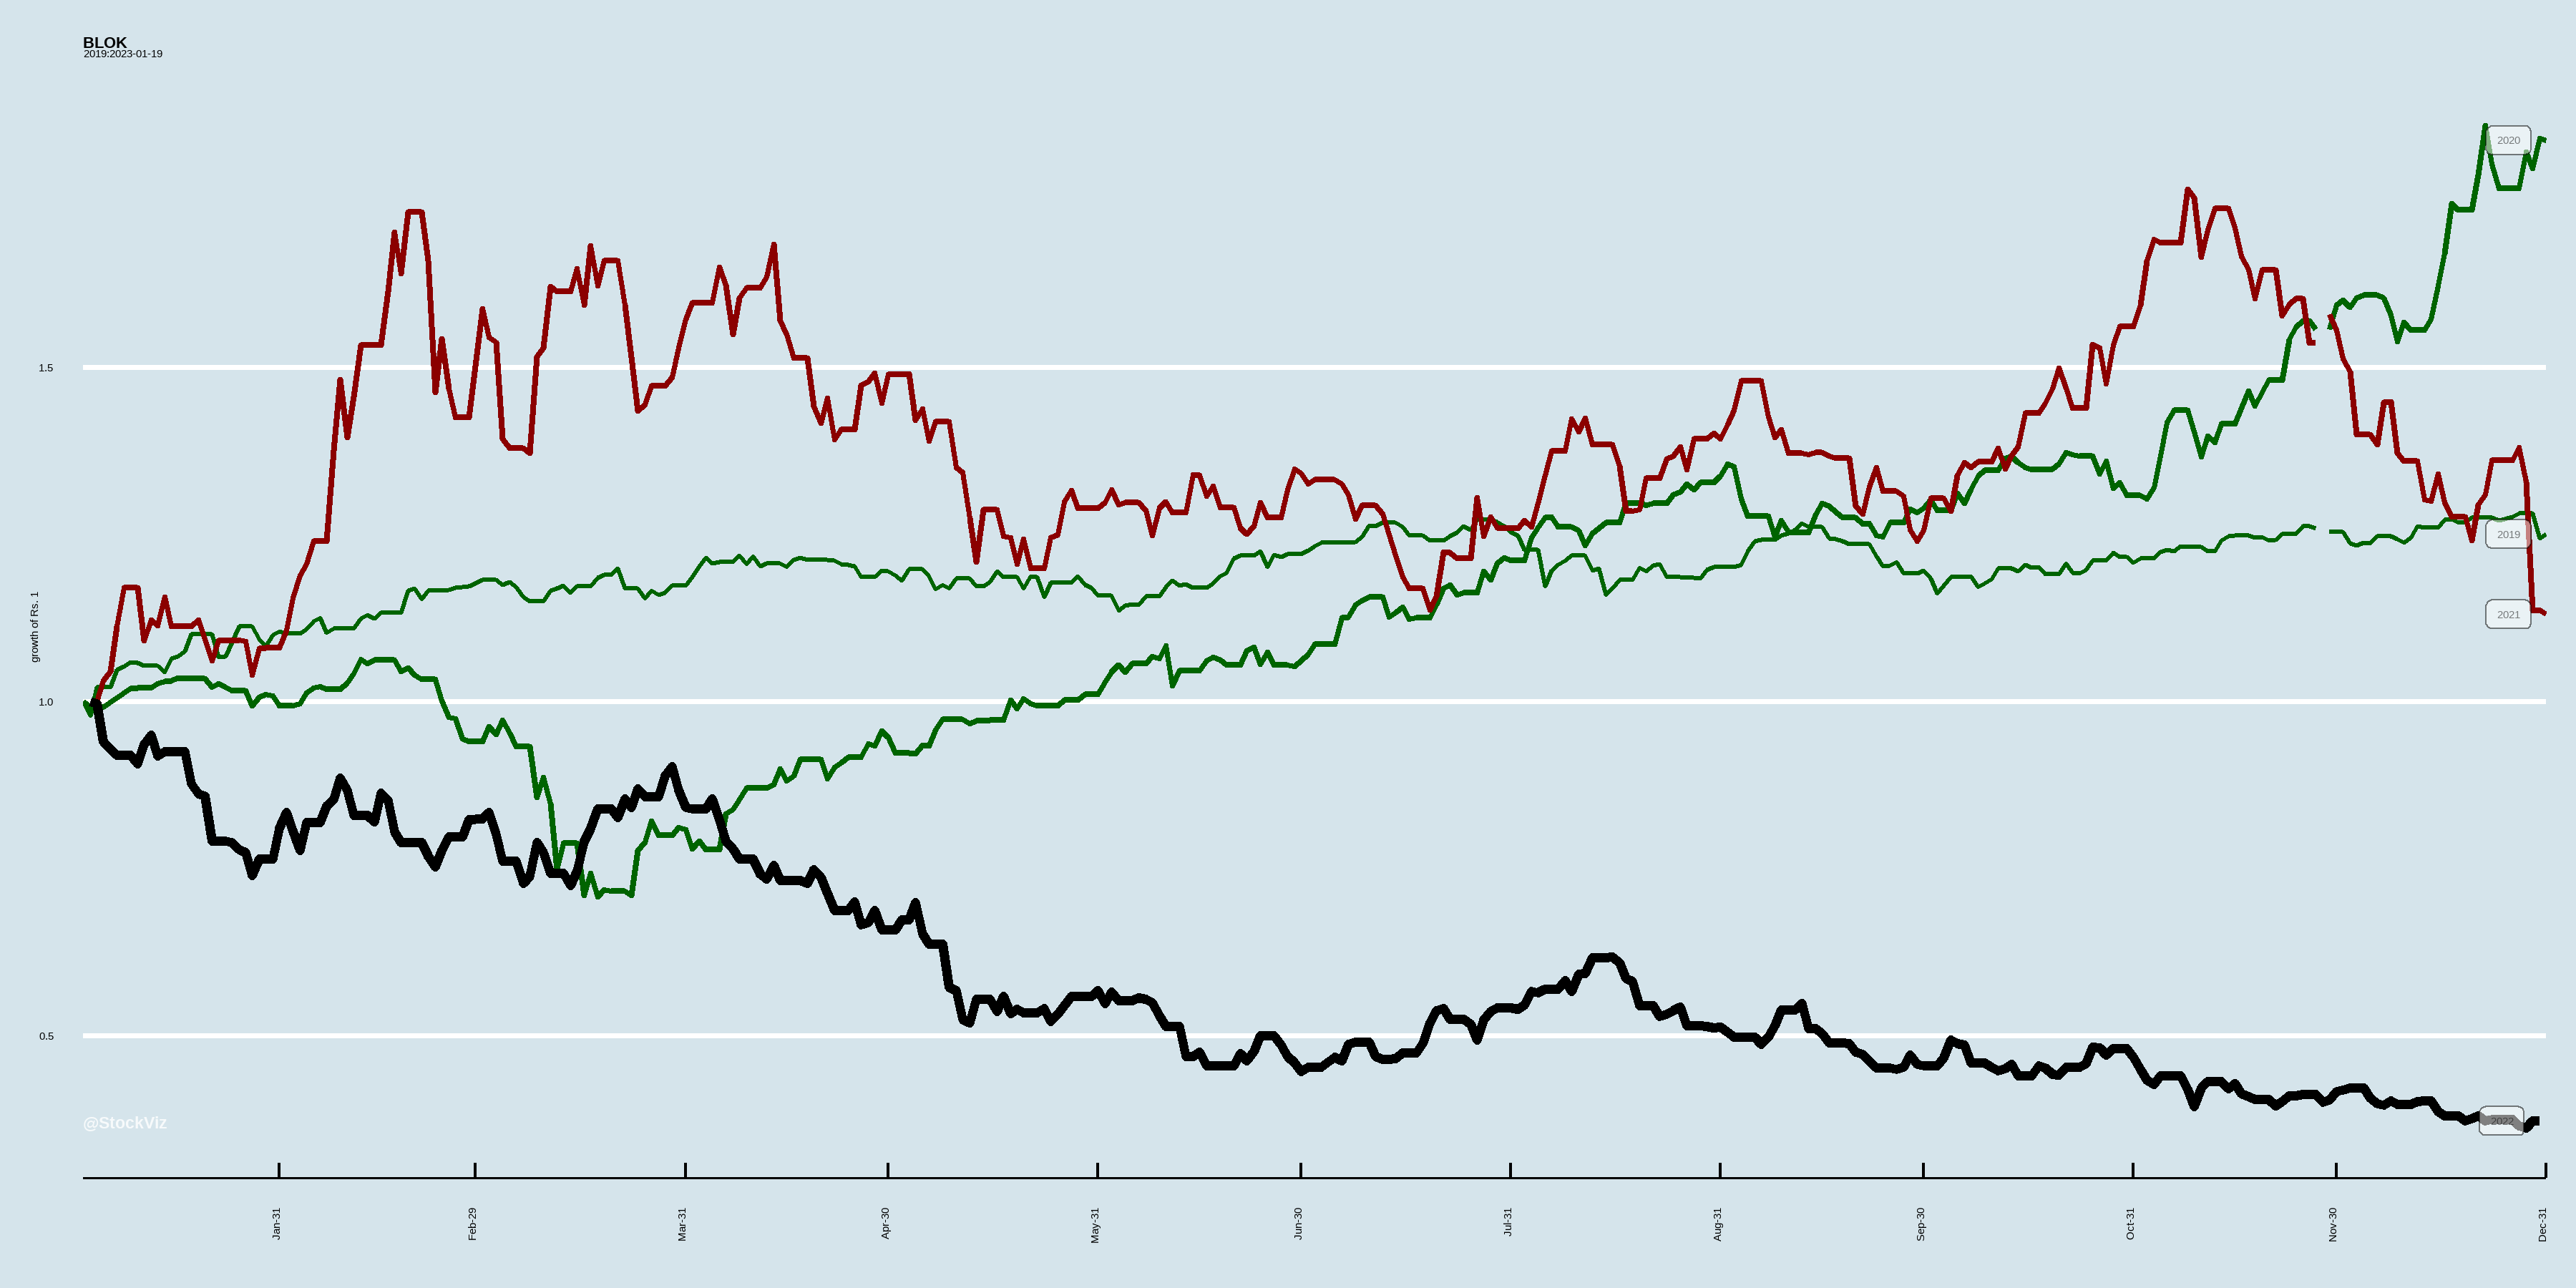 BLOK
2019:2023-01-19
2020
1.5
2019
growth of Rs. 1
2021
1.0
0.5
@StockViz
2022
Jan-31
Feb-29
Mar-31
Apr-30
May-31
Jun-30
Jul-31
Aug-31
Sep-30
Oct-31
Nov-30
Dec-31